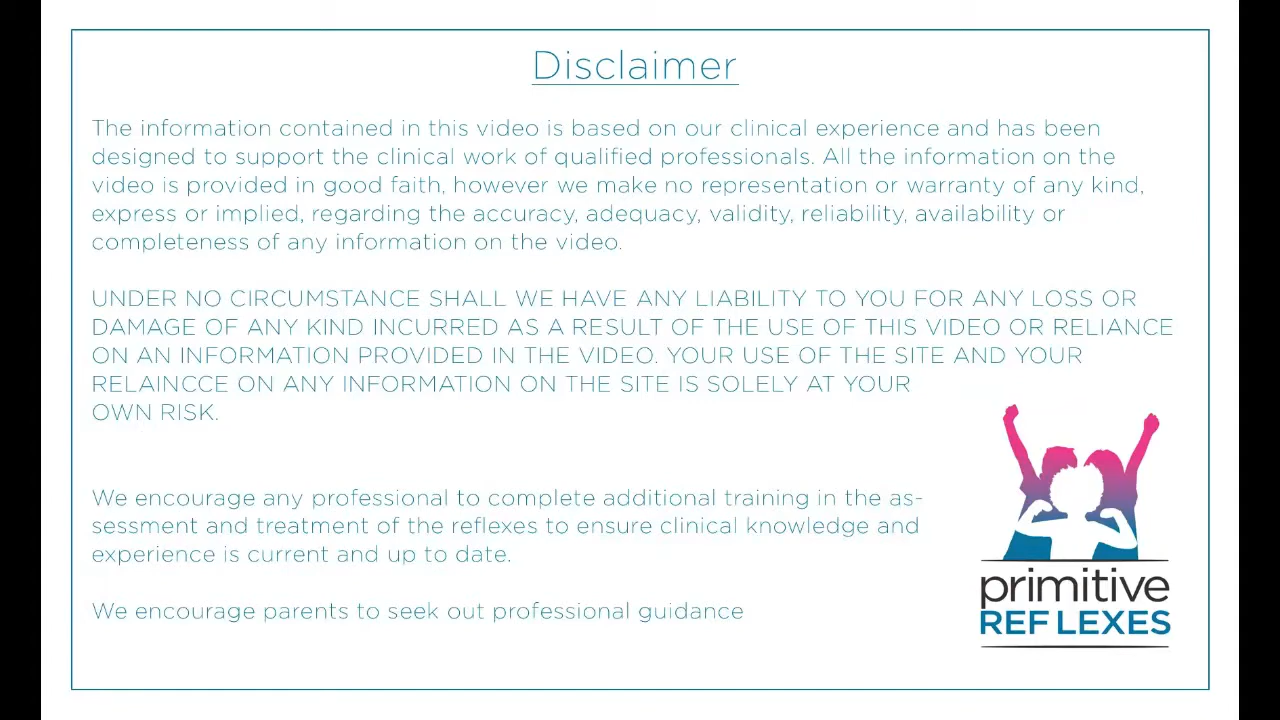 Disclaimer
The information contained in this video is based on our clinical experience and has been
designed to support the clinical work of qualified professionals. All the information on the
video is provided in good faith, however we make no representation or warranty of any kind,
express or implied, regarding the accuracy, adequacy, validity, reliability, availability or
completeness of any information on the video.
UNDER NO CIRCUMSTANCE SHALL WE HAVE ANY LIABILITY TO YOU FOR ANY LOSS OR
DAMAGE OF ANY KIND INCURRED AS A RESULT OF THE USE OF THIS VIDEO OR RELIANCE
ON AN INFORMATION PROVIDED IN THE VIDEO. YOUR USE OF THE SITE AND YOUR
RELAINCCE ON ANY INFORMATION ON THE SITE IS SOLELY AT YOUR
OWN RISK.
We encourage any professional to complete additional training in the as-
sessment and treatment of the reflexes to ensure clinical knowledge and
experience is current and up to date.
We encourage parents to seek out professional guidance
primitive
REFLEXES